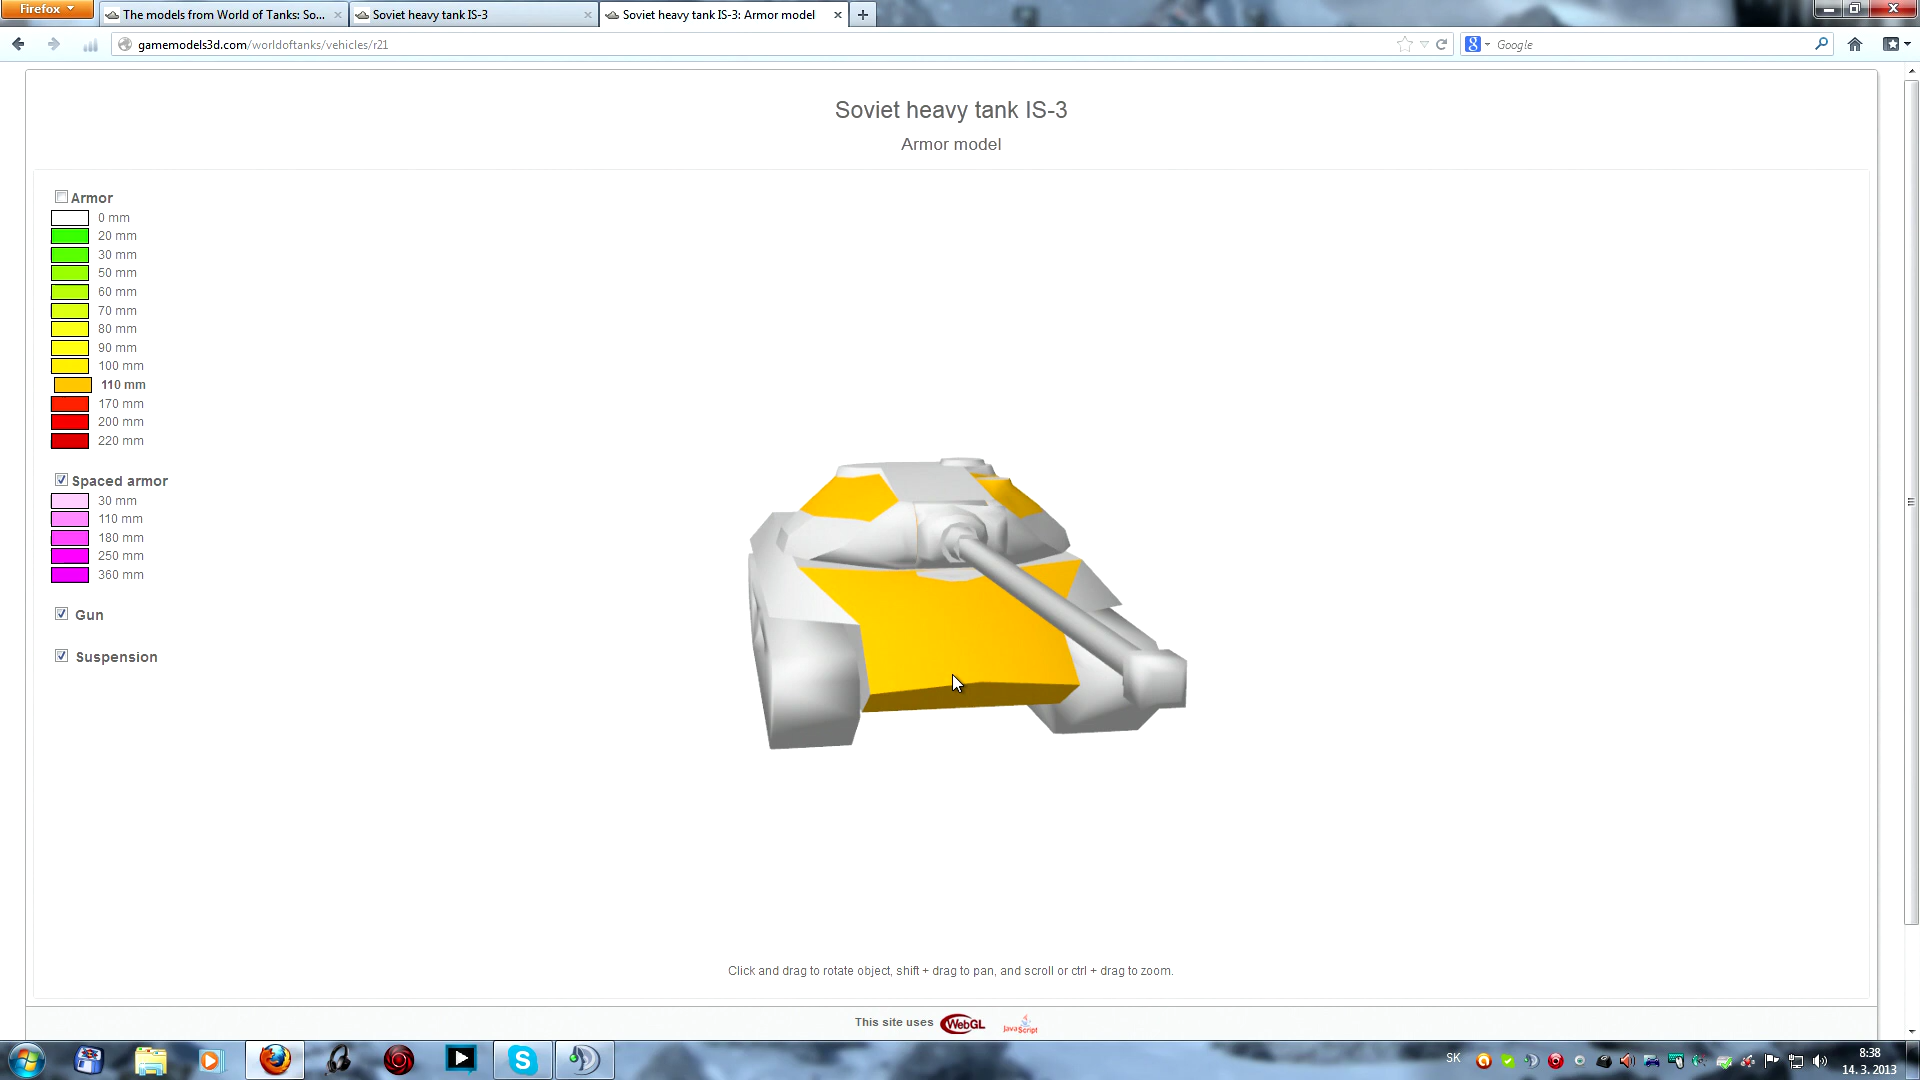 Firefox
The models from World of Tanks: So...
Soviet heavy tank IS-3
Soviet heavy tank IS-3: Armor model
gamemodels3d.com/worldoftanks/vehicles/r21
Google
Soviet heavy tank IS-3
Armor model
Armor
0 mm
20 mm
30 mm
50 mm
60 mm
70 mm
80 mm
90 mm
100 mm
110 mm
170 mm
200 mm
220 mm
Spaced armor
30 mm
110 mm
180 mm
250 mm
360 mm
Gun
Suspension
Click and drag to rotate object, shift + drag to pan, and scroll or ctrl + drag to zoom.
This site uses WebGL JavaScript
SK
8:38
14. 3. 2013